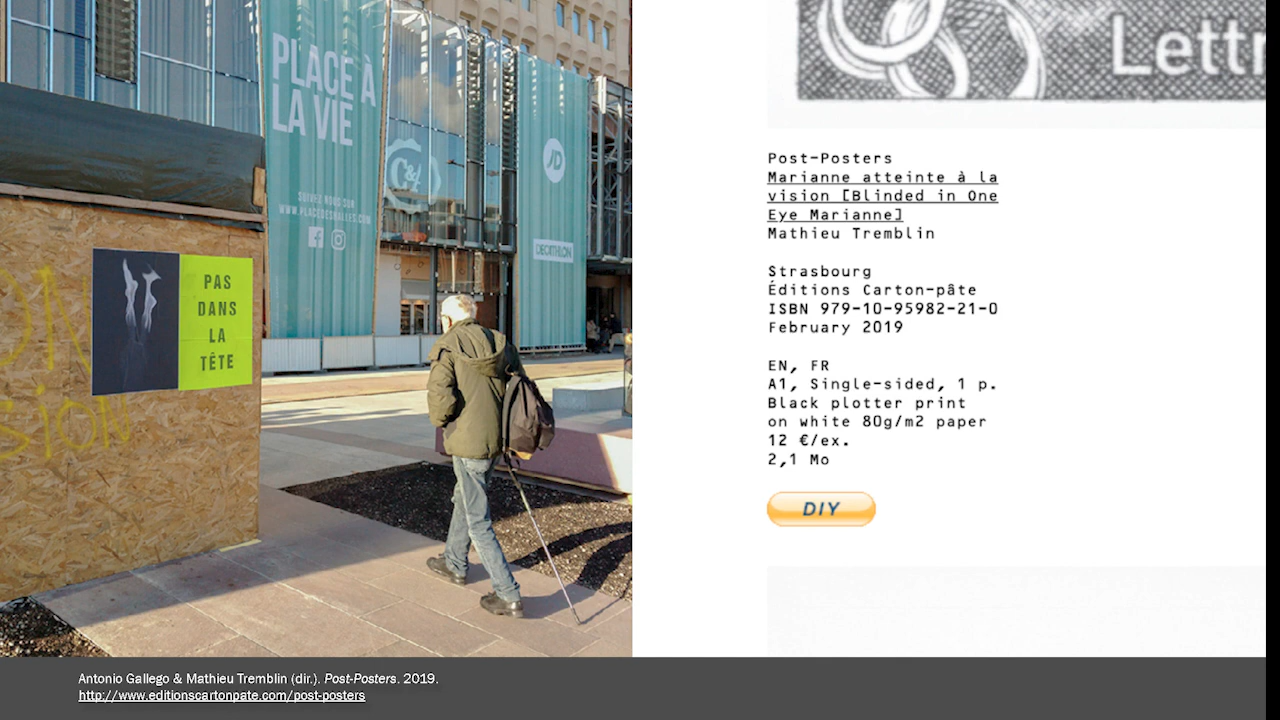 PLACE À
LA VIE
SUIVEZ NOUS SUR
WWW.PLACEDESHALLES.COM
C&A
JD
DECATHLON
PAS
DANS
LA
TÊTE
Lettr
Post-Posters
Marianne atteinte à la
vision [Blinded in One
Eye Marianne]
Mathieu Tremblin
Strasbourg
Éditions Carton-pâte
ISBN 979-10-95982-21-0
February 2019
EN, FR
A1, Single-sided, 1 p.
Black plotter print
on white 80g/m2 paper
12 €/ex.
2,1 Mo
DIY
Antonio Gallego & Mathieu Tremblin (dir.). Post-Posters. 2019.
http://www.editionscartonpate.com/post-posters